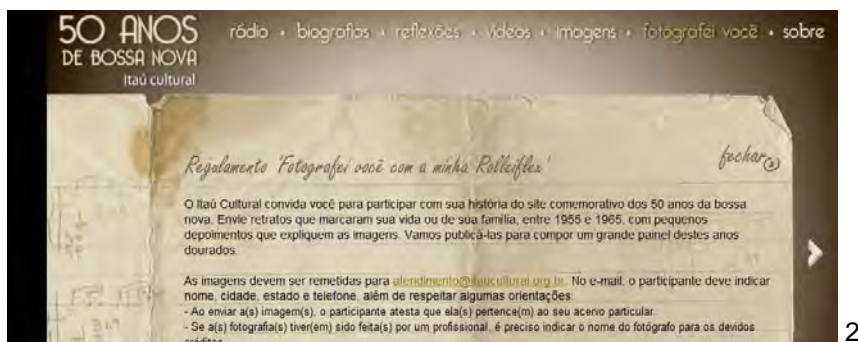 50 ANOS
DE BOSSA NOVA
Itaú cultural
rádio • biografias • reflexões • vídeos • imagens • fotografei você • sobre
Regulamento 'Fotografei você com a minha Rolleiflex'
fechar x
O Itaú Cultural convida você para participar com sua história do site comemorativo dos 50 anos da bossa
nova. Envie retratos que marcaram sua vida ou de sua família, entre 1955 e 1965, com pequenos
depoimentos que expliquem as imagens. Vamos publicá-las para compor um grande painel destes anos
dourados.
As imagens devem ser remetidas para atendimento@itaucultural.org.br. No e-mail, o participante deve indicar
nome, cidade, estado e telefone, além de respeitar algumas orientações:
- Ao enviar a(s) imagem(s), o participante atesta que ela(s) pertence(m) ao seu acervo particular.
- Se a(s) fotografia(s) tiver(em) sido feita(s) por um profissional, é preciso indicar o nome do fotógrafo para os devidos
créditos.
2